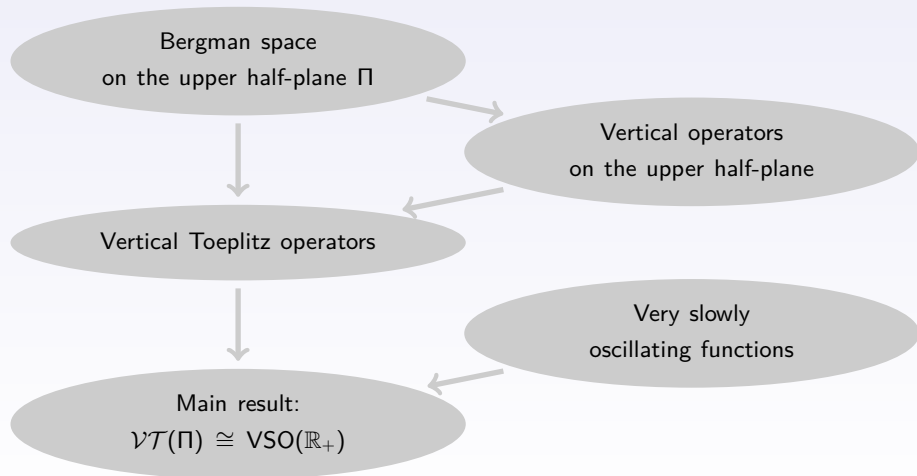 Bergman space
on the upper half-plane Π
Vertical operators
on the upper half-plane
Vertical Toeplitz operators
Very slowly
oscillating functions
Main result:
𝒱𝒯(Π) ≅ VSO(ℝ₊)